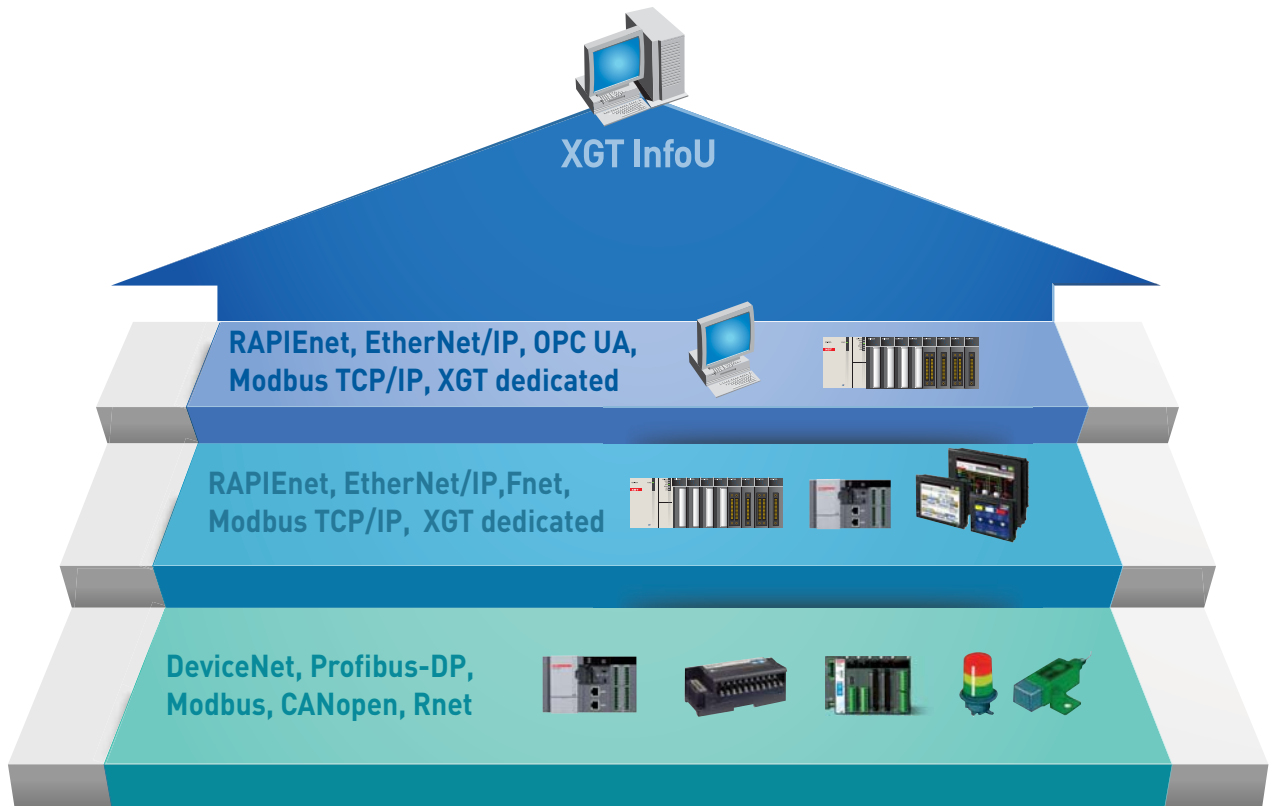 XGT InfoU
RAPIEnet, EtherNet/IP, OPC UA,
Modbus TCP/IP, XGT dedicated
RAPIEnet, EtherNet/IP,Fnet,
Modbus TCP/IP, XGT dedicated
DeviceNet, Profibus-DP,
Modbus, CANopen, Rnet